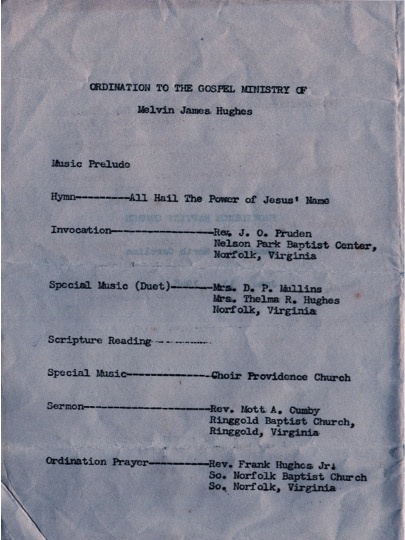 ORDINATION TO THE GOSPEL MINISTRY OF
Melvin James Hughes
Music Prelude
Hymn----------All Hail The Power of Jesus' Name
Invocation-------------------Rev. J. O. Pruden
Nelson Park Baptist Center,
Norfolk, Virginia
Special Music (Duet)--------Mrs. D. P. Mullins
Mrs. Thelma R. Hughes
Norfolk, Virginia
Scripture Reading-----------
Special Music---------------Choir Providence Church
Sermon-----------------------Rev. Mott A. Cumby
Ringgold Baptist Church,
Ringgold, Virginia
Ordination Prayer-----------Rev. Frank Hughes Jr.
So. Norfolk Baptist Church
So. Norfolk, Virginia